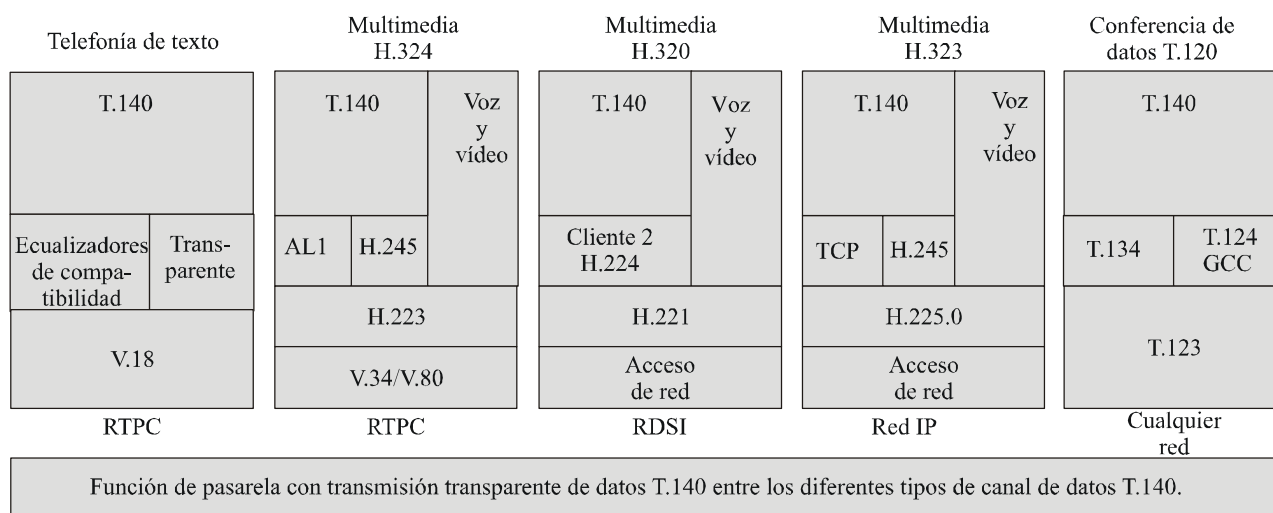 Telefonía de texto
Multimedia
H.324
Multimedia
H.320
Multimedia
H.323
Conferencia de
datos T.120
T.140
T.140
Voz
y
vídeo
T.140
Voz
y
vídeo
T.140
Voz
y
vídeo
T.140
Ecualizadores
de compa-
tibilidad
Trans-
parente
AL1
H.245
Cliente 2
H.224
TCP
H.245
T.134
T.124
GCC
V.18
H.223
H.221
H.225.0
T.123
V.34/V.80
Acceso
de red
Acceso
de red
RTPC
RTPC
RDSI
Red IP
Cualquier
red
Función de pasarela con transmisión transparente de datos T.140 entre los diferentes tipos de canal de datos T.140.